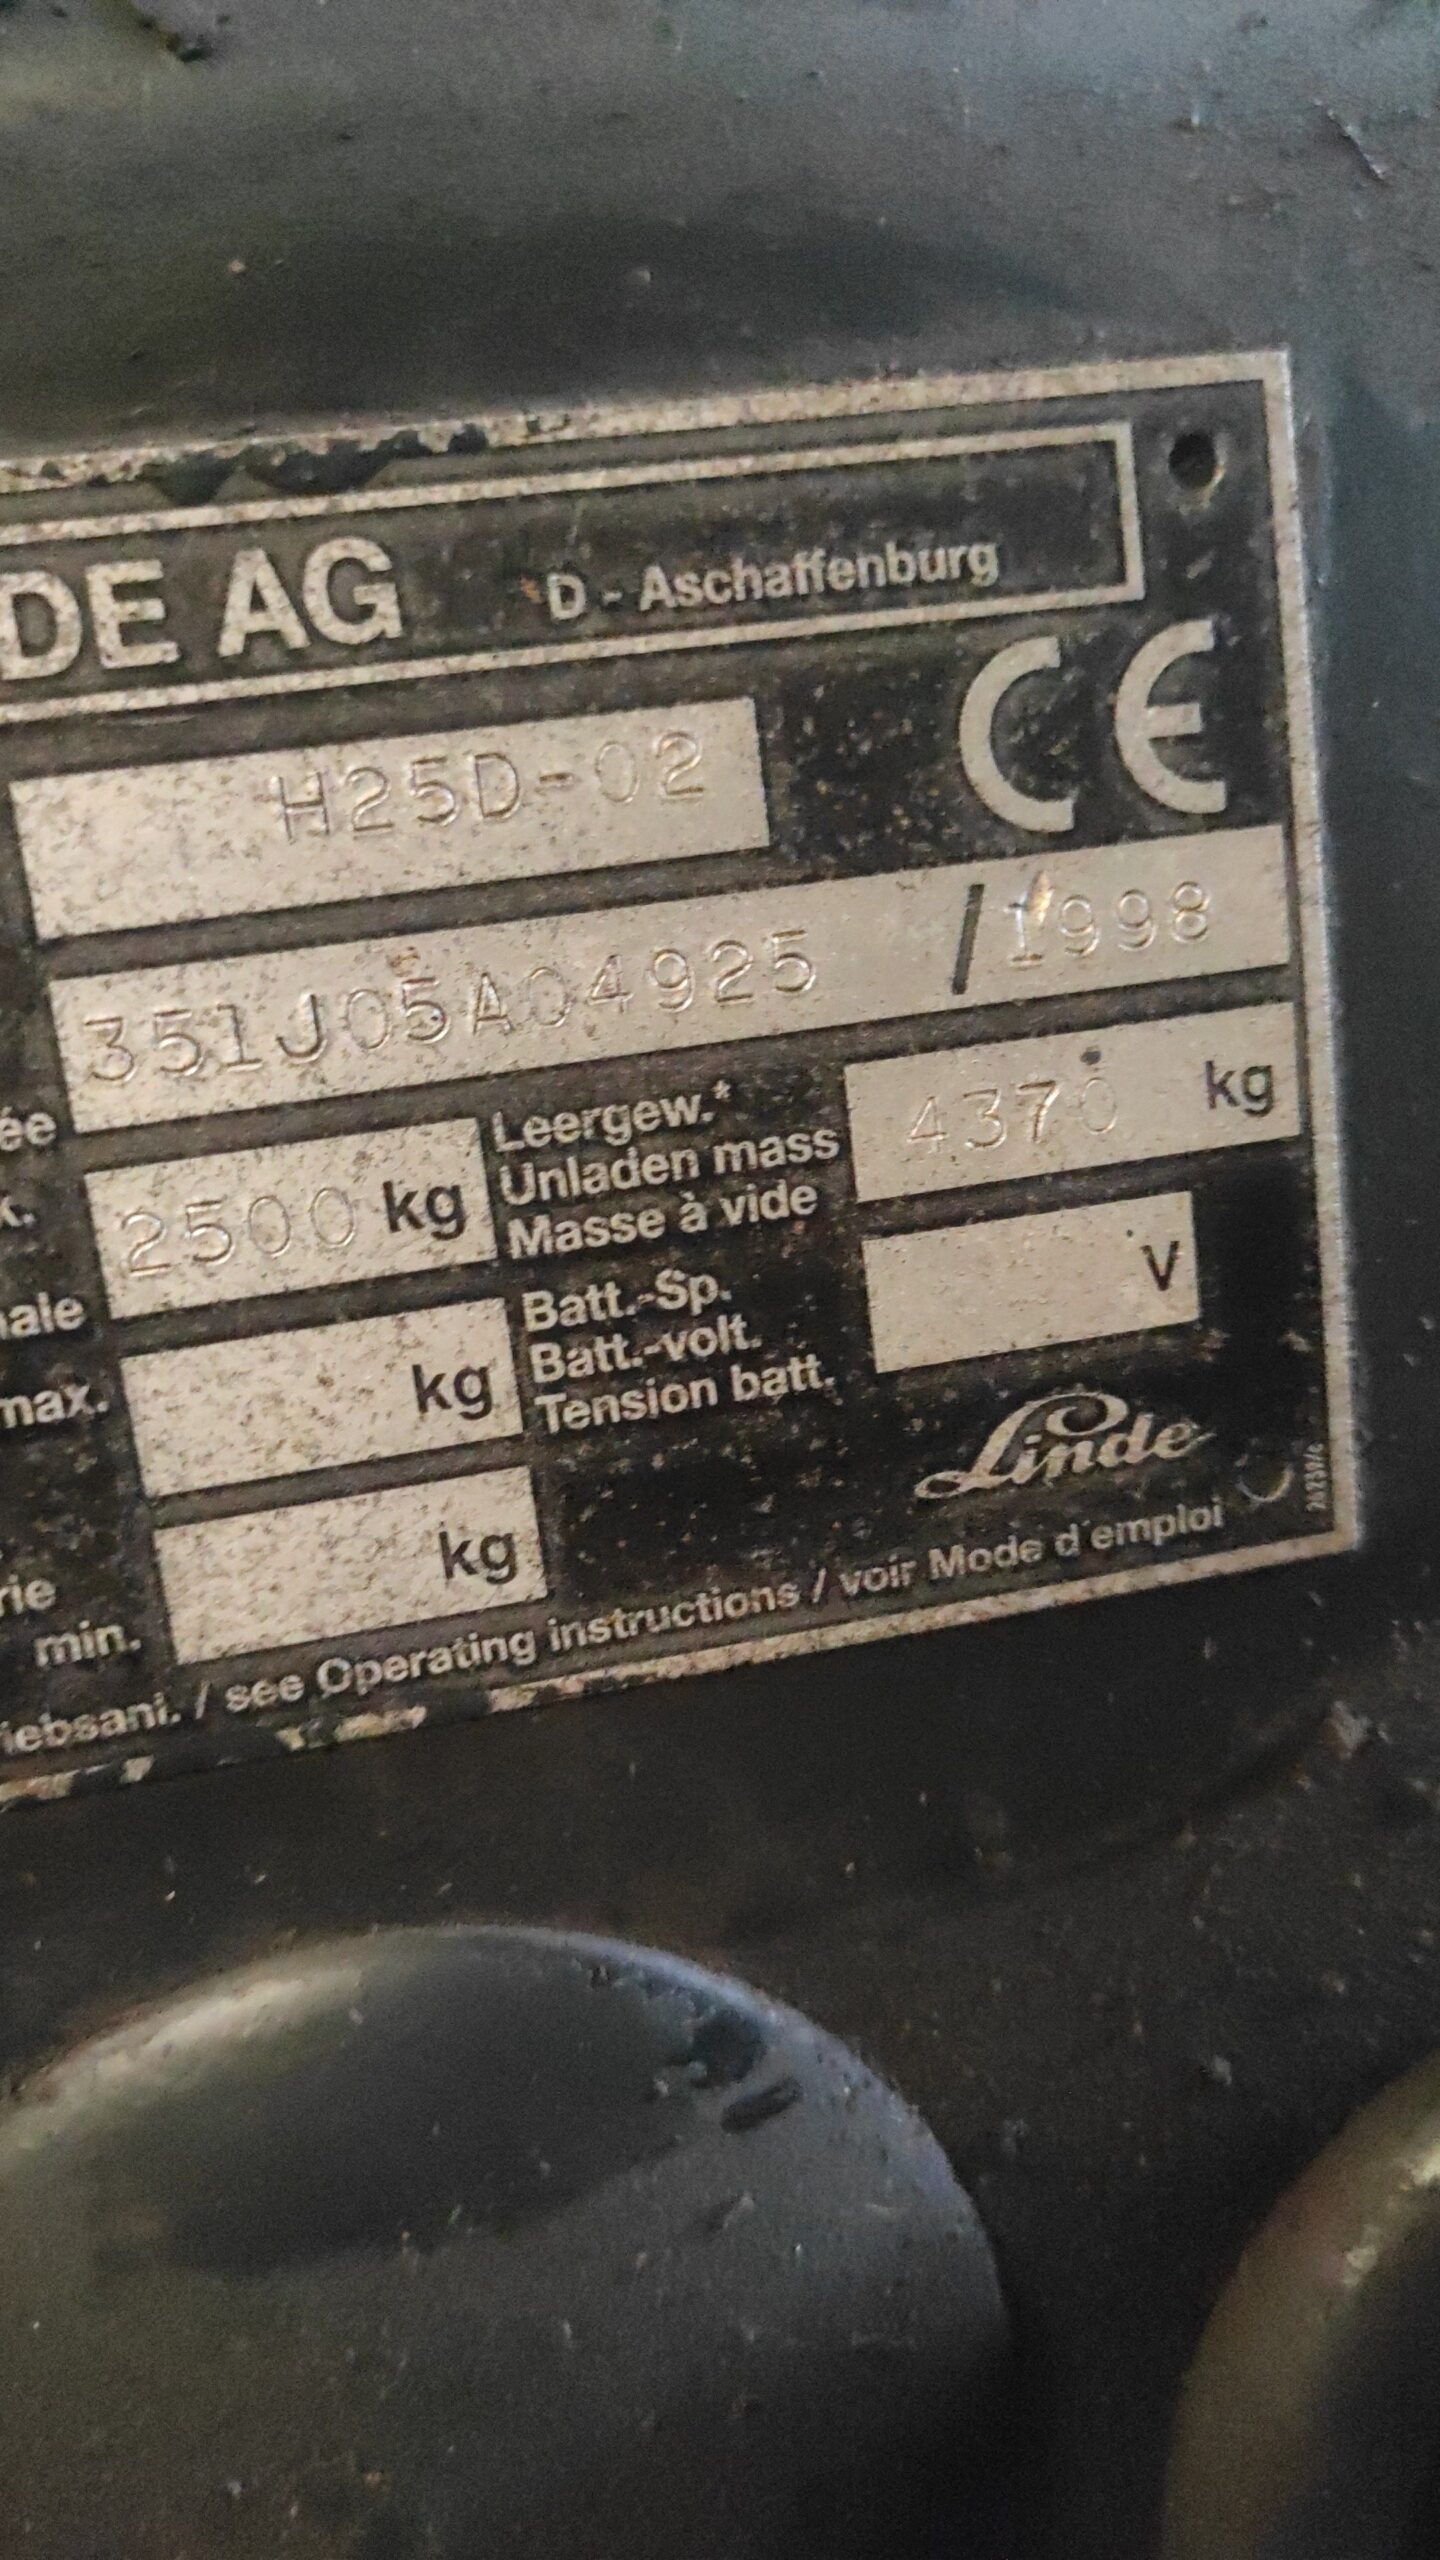 DE AG D - Aschaffenburg
CE
H25D-02
351J05A04925 / 1998
ée
2500 kg
Leergew.*
Unladen mass
Masse à vide
4370 kg
ale
max.
kg
Batt.-Sp.
Batt.-volt.
Tension batt.
V
rie
min.
kg
Linde
iebsanl. / see Operating instructions / voir Mode d'emploi